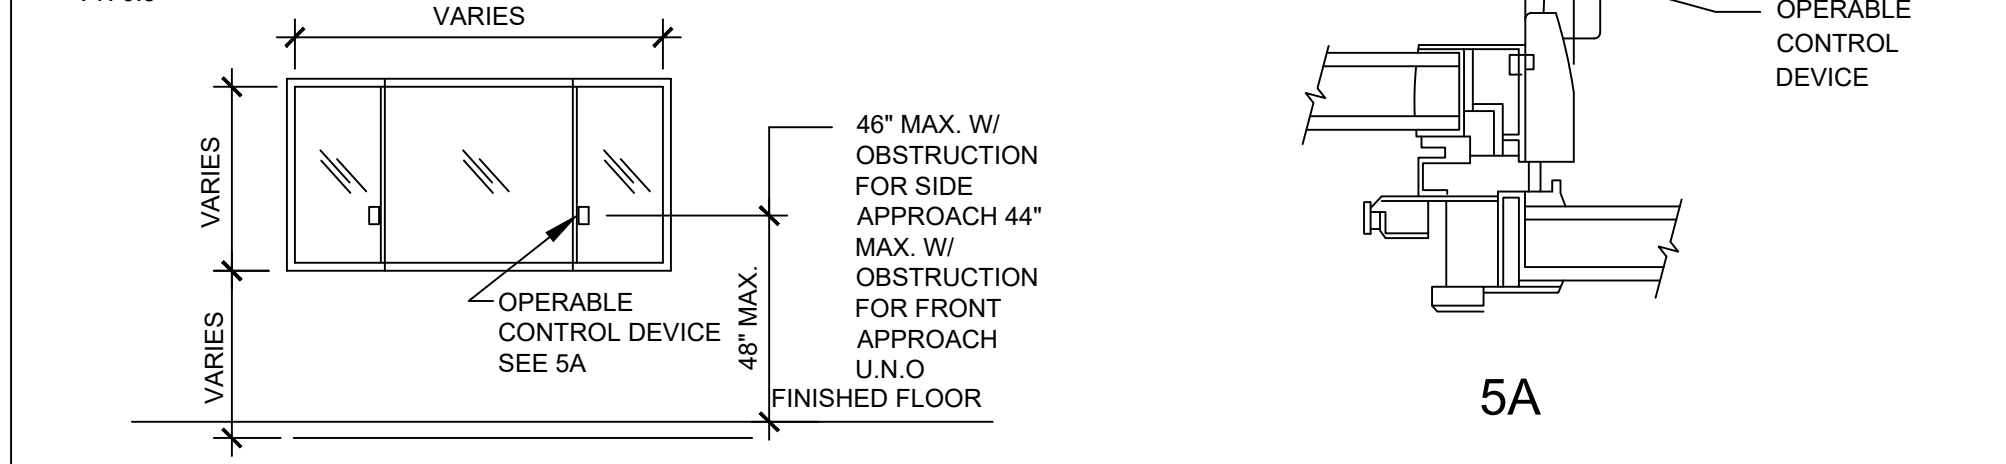 VARIES
VARIES
VARIES
46" MAX. W/
OBSTRUCTION
FOR SIDE
APPROACH 44"
MAX. W/
OBSTRUCTION
FOR FRONT
APPROACH
U.N.O
48" MAX.
OPERABLE
CONTROL DEVICE
SEE 5A
FINISHED FLOOR
OPERABLE
CONTROL
DEVICE
5A